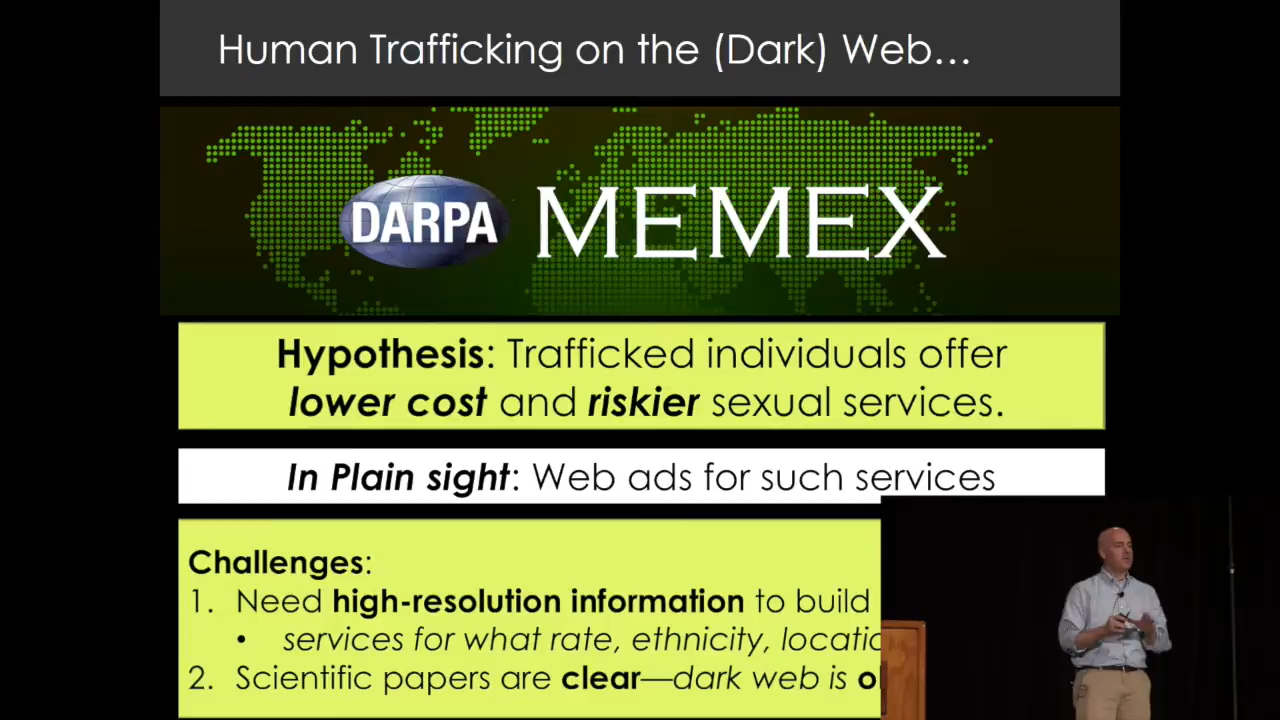 Human Trafficking on the (Dark) Web…
DARPA MEMEX
Hypothesis: Trafficked individuals offer
lower cost and riskier sexual services.
In Plain sight: Web ads for such services
Challenges:
1. Need high-resolution information to build
• services for what rate, ethnicity,
2. Scientific papers are clear—dark web is